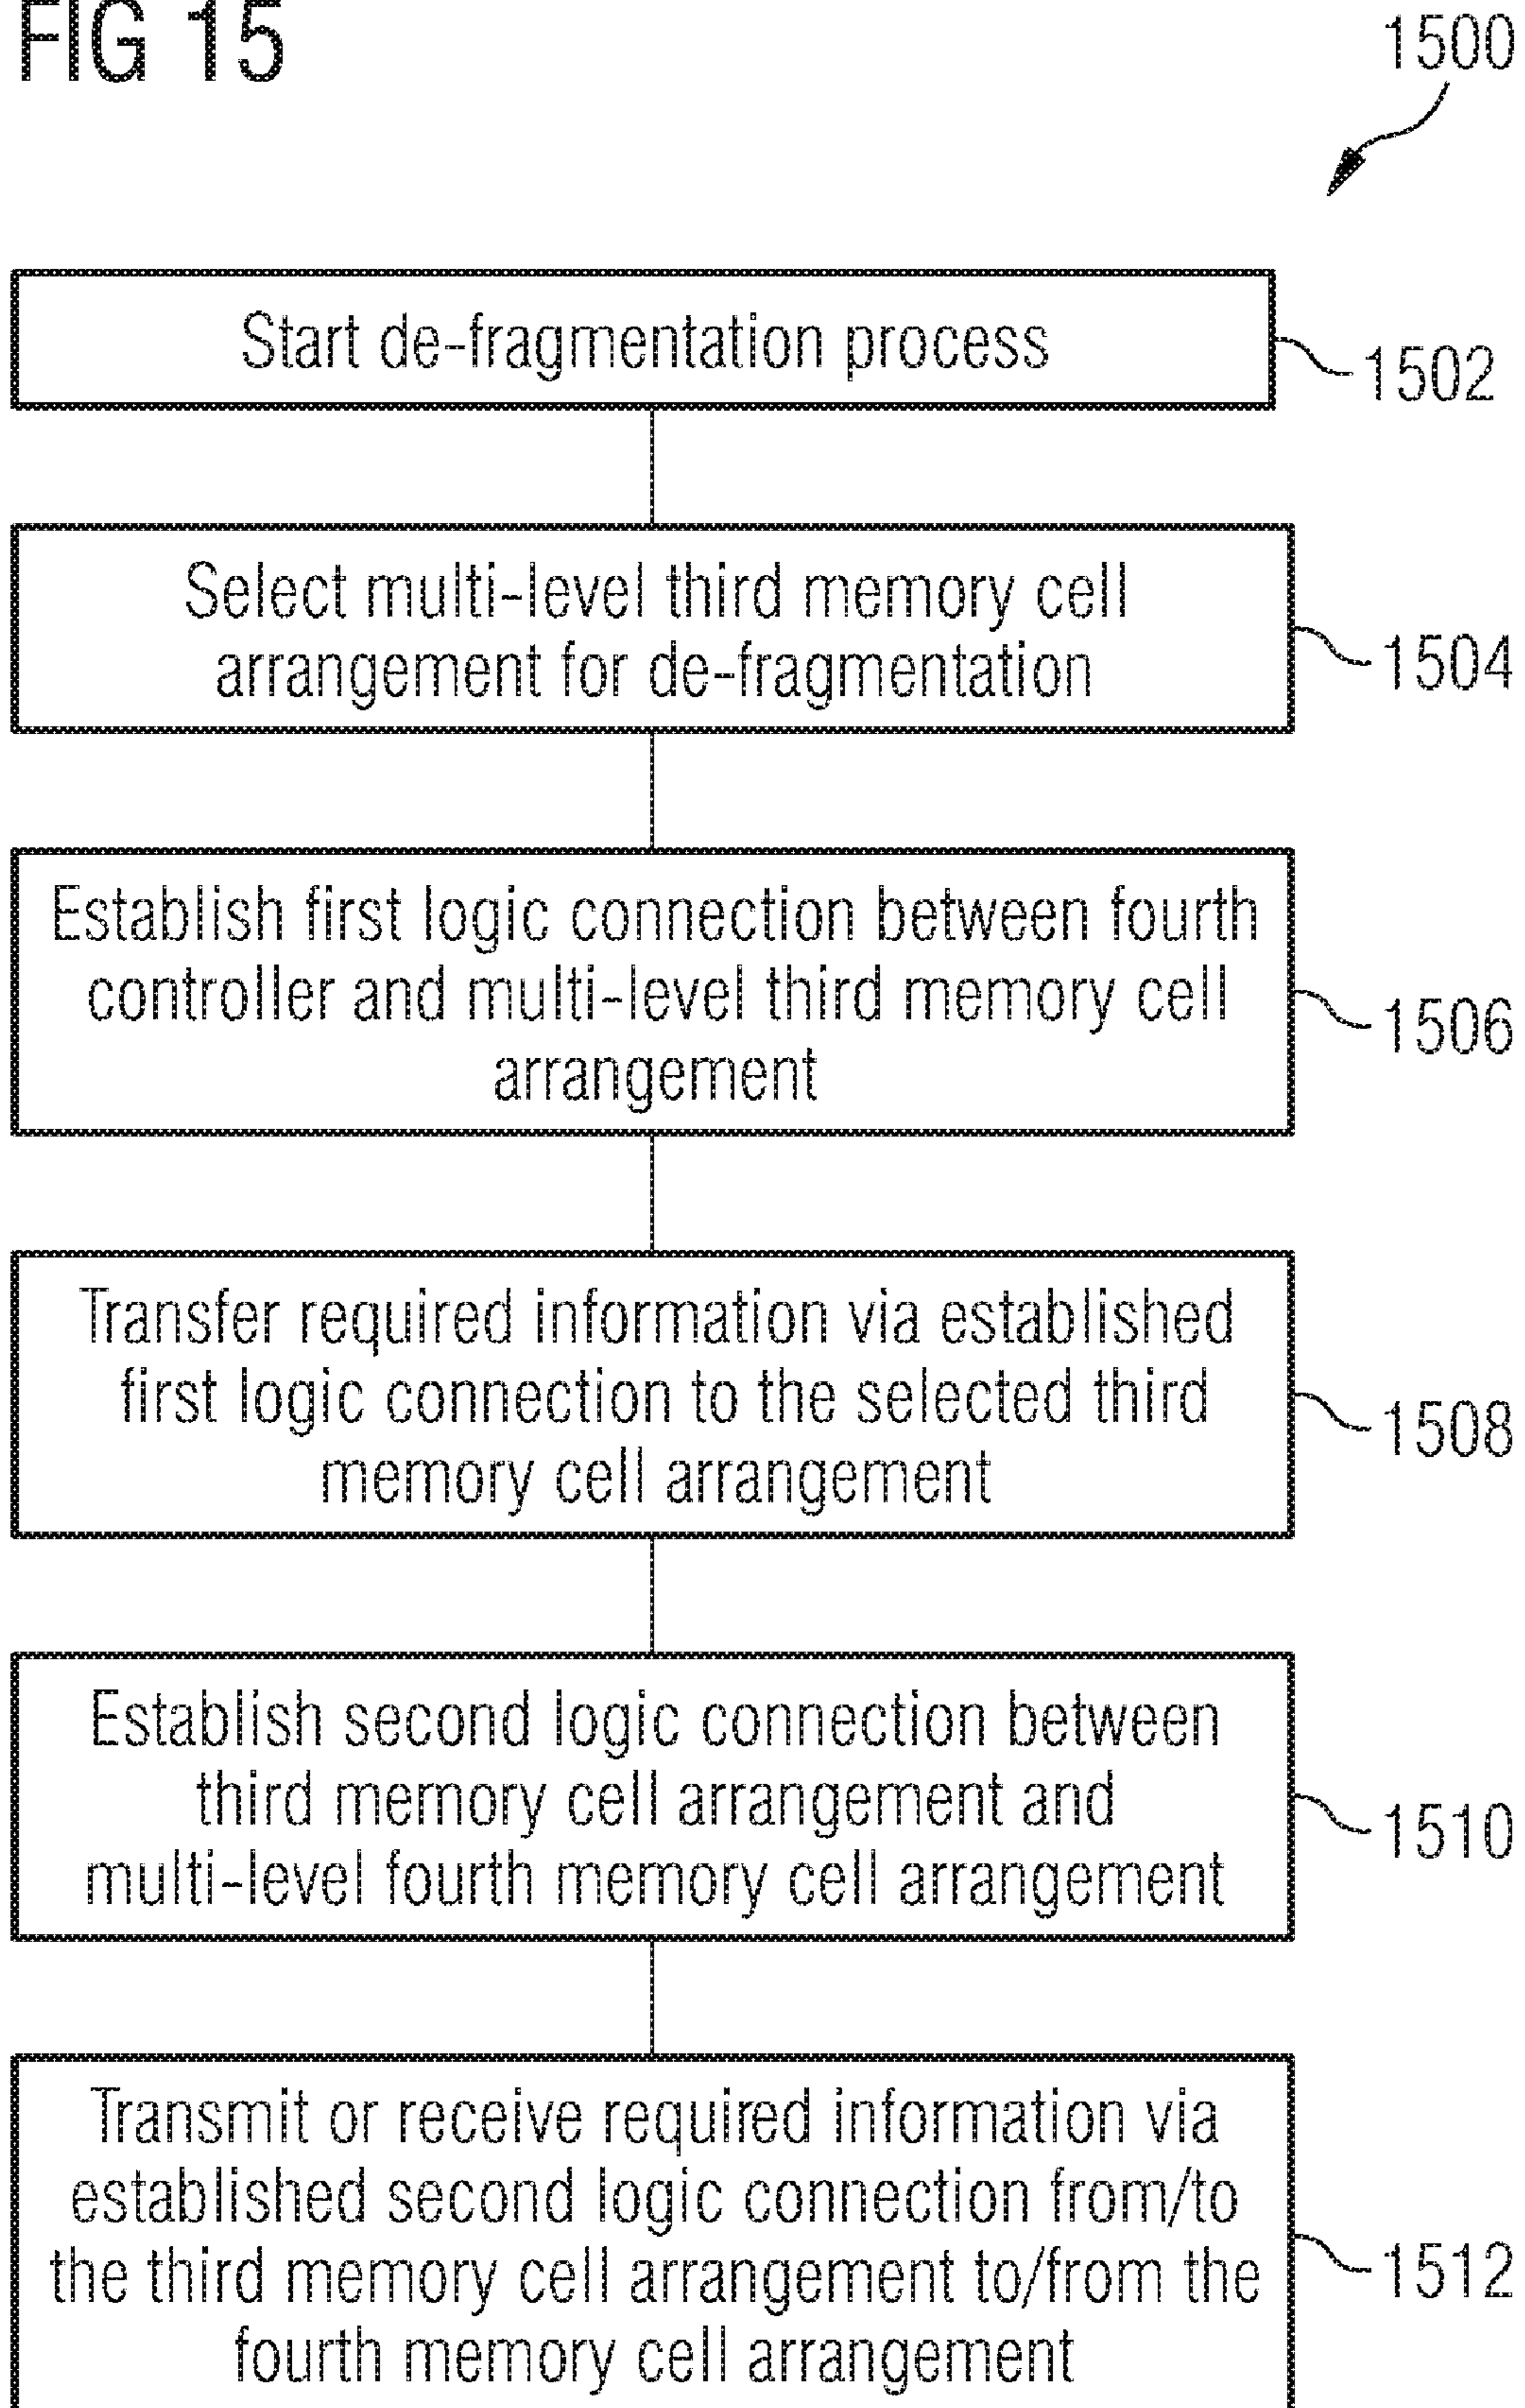 FIG 15
1500
Start de-fragmentation process
1502
Select multi-level third memory cell
arrangement for de-fragmentation
1504
Establish first logic connection between fourth
controller and multi-level third memory cell
arrangement
1506
Transfer required information via established
first logic connection to the selected third
memory cell arrangement
1508
Establish second logic connection between
third memory cell arrangement and
multi-level fourth memory cell arrangement
1510
Transmit or receive required information via
established second logic connection from/to
the third memory cell arrangement to/from the
fourth memory cell arrangement
1512